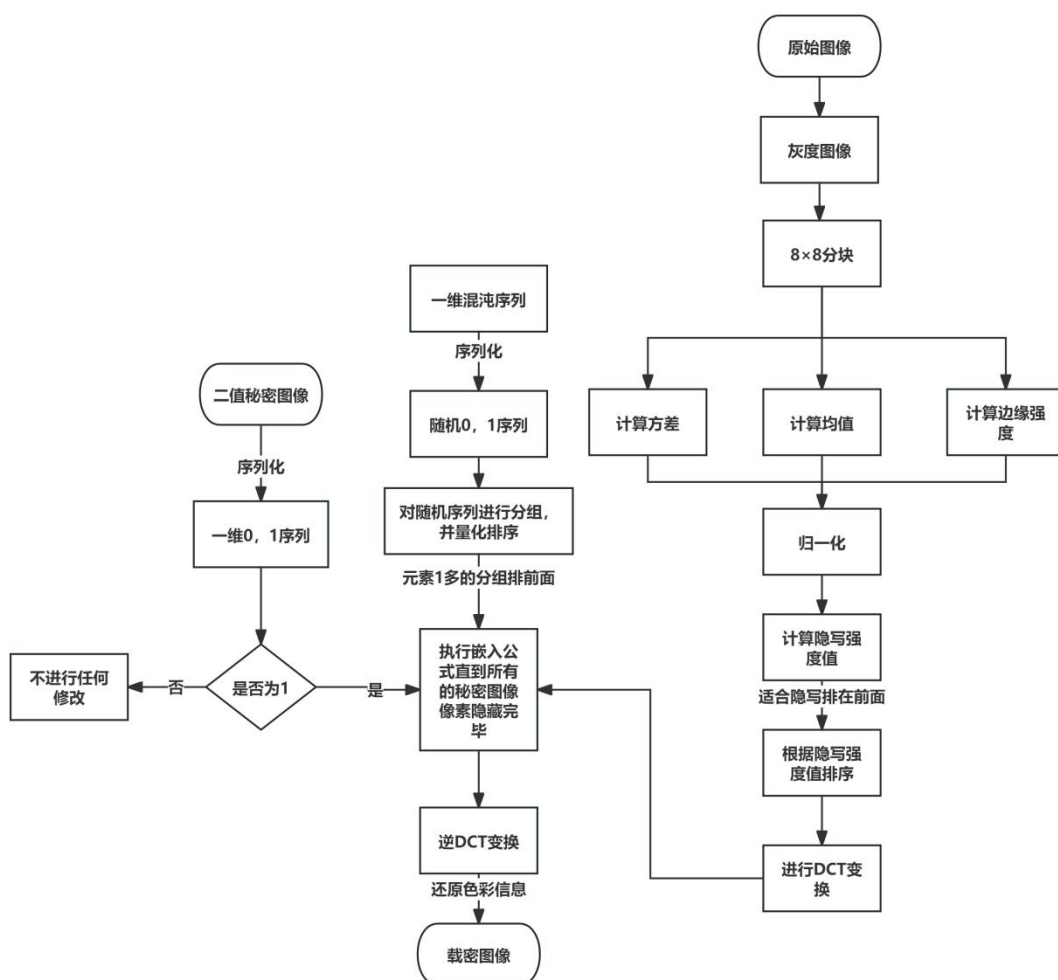 原始图像
灰度图像
8×8分块
一维混沌序列
序列化
二值秘密图像
随机0，1序列
计算方差
计算均值
计算边缘强
度
序列化
对随机序列进行分组，
并量化排序
一维0，1序列
归一化
元素1多的分组排前面
计算隐写强
度值
执行嵌入公
式直到所有
的秘密图像
像素隐藏完
毕
不进行任何
修改
否
是否为1
是
适合隐写排在前面
根据隐写强
度值排序
逆DCT变换
进行DCT变
换
还原色彩信息
载密图像